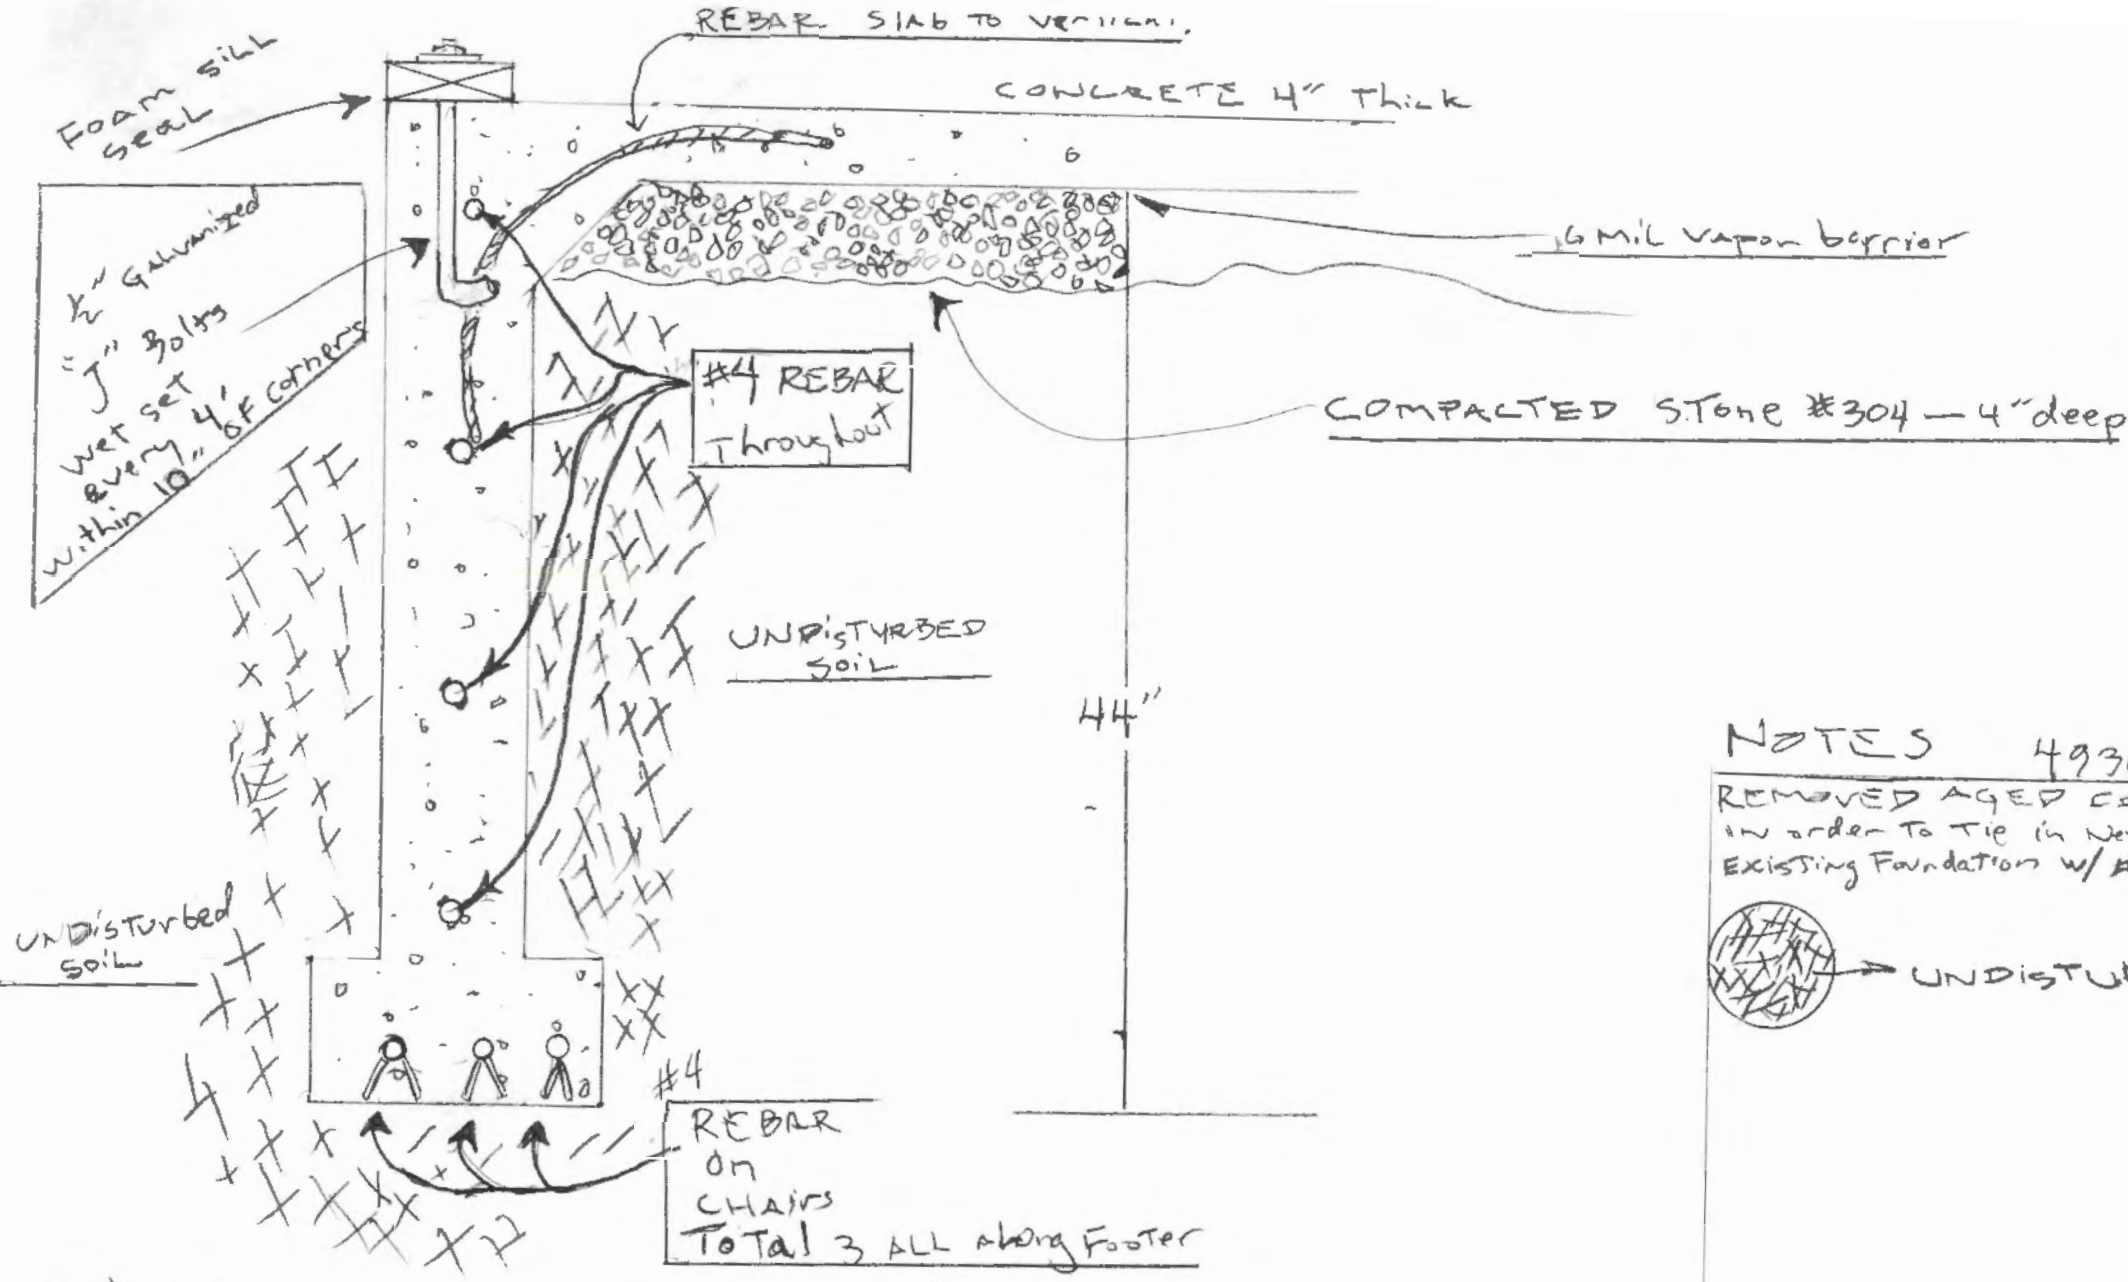 REBAR Slab to vertical.
FOAM SILL
Seal
CONCRETE 4" Thick
1/2" Galvanized
"J" Bolts
wet set
every 4'
within 10" of corners
6 Mil vapor barrier
#4 REBAR
Throughout
COMPACTED STone #304 — 4" deep
UNDISTURBED
SOIL
44"
NOTES 493
REMOVED AGED
in order To Tie in
Existing Foundation w/
UNDISTU
UNDISTurbed
soil
#4
REBAR
On
CHAirs
ToTal 3 ALL Along Footer